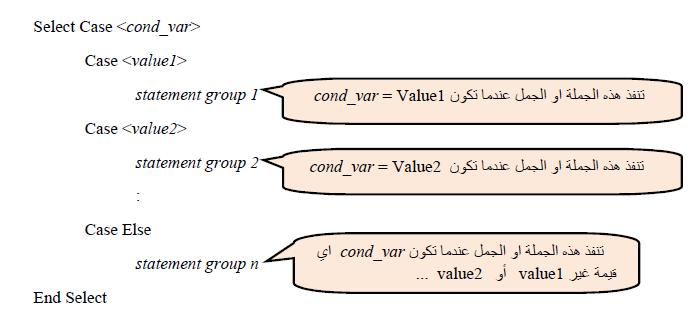 Select Case <cond_var>
Case <value1>
statement group 1
تنفذ هذه الجملة او الجمل عندما تكون cond_var = Value1
Case <value2>
statement group 2
تنفذ هذه الجملة او الجمل عندما تكون cond_var = Value2
:
Case Else
statement group n
تنفذ هذه الجملة او الجمل عندما تكون cond_var اي
قيمة غير value1 أو value2 ...
End Select